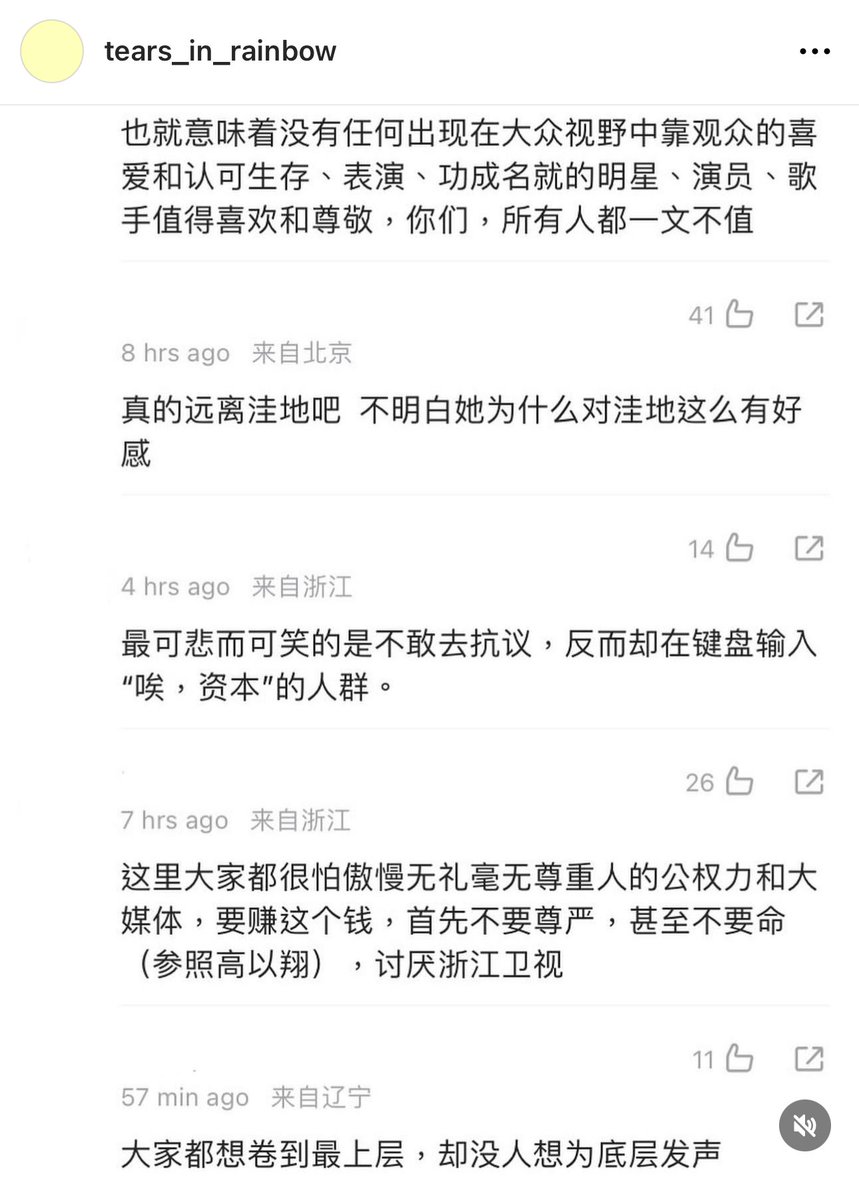 tears_in_rainbow
也就意味着没有任何出现在大众视野中靠观众的喜
爱和认可生存、表演、功成名就的明星、演员、歌
手值得喜欢和尊敬，你们，所有人都一文不值
41
8 hrs ago 来自北京
真的远离洼地吧 不明白她为什么对洼地这么有好
感
14
4 hrs ago 来自浙江
最可悲而可笑的是不敢去抗议，反而却在键盘输入
“唉，资本”的人群。
26
7 hrs ago 来自浙江
这里大家都很怕傲慢无礼毫无尊重人的公权力和大
媒体，要赚这个钱，首先不要尊严，甚至不要命
（参照高以翔），讨厌浙江卫视
11
57 min ago 来自辽宁
大家都想卷到最上层，却没人想为底层发声